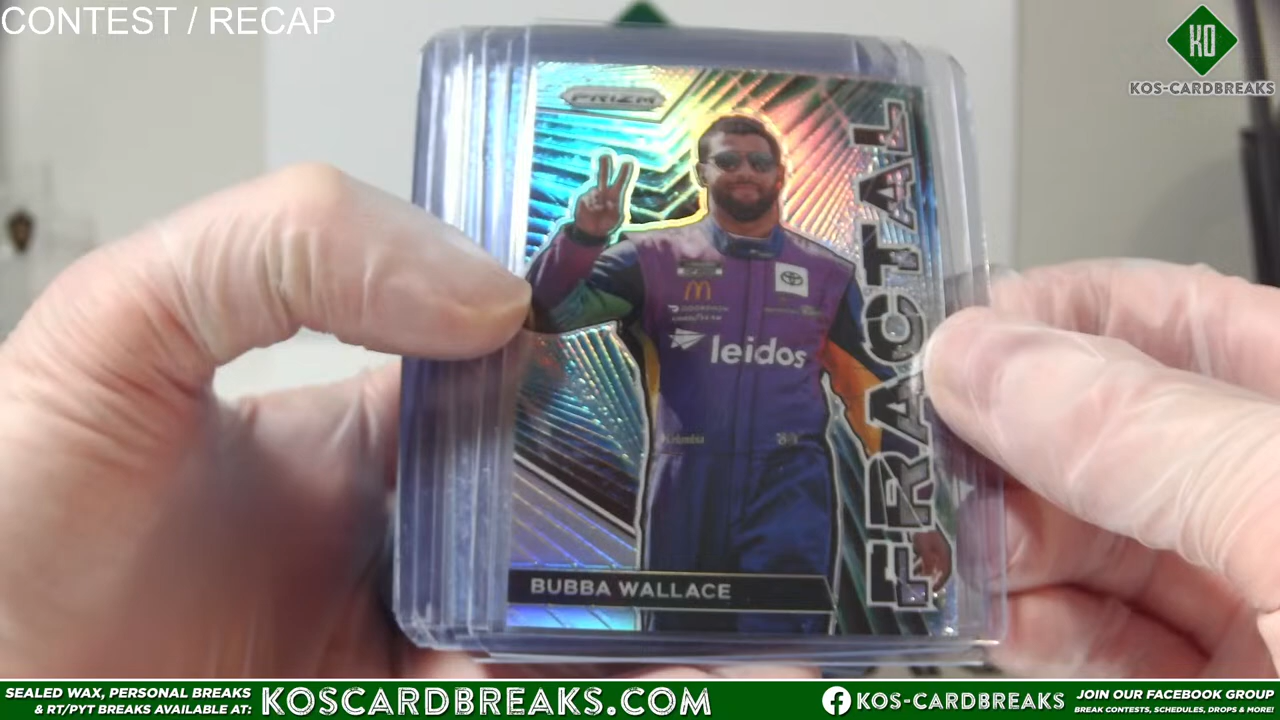 CONTEST / RECAP
KO
KOS-CARDBREAKS
PRIZM
FRACTAL
leidos
Columbia
BUBBA WALLACE
SEALED WAX, PERSONAL BREAKS
& RT/PYT BREAKS AVAILABLE AT:
KOSCARDBREAKS.COM
KOS-CARDBREAKS
JOIN OUR FACEBOOK GROUP
BREAK CONTESTS, SCHEDULES, DROPS & MORE!